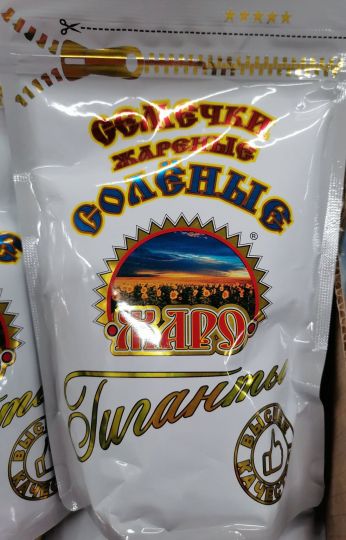 СЕМЕЧКИ
ЖАРЕНЫЕ
СОЛЁНЫЕ
®
ЖАРО
Гиганты
ВЫСШЕЕ
КАЧЕСТВО